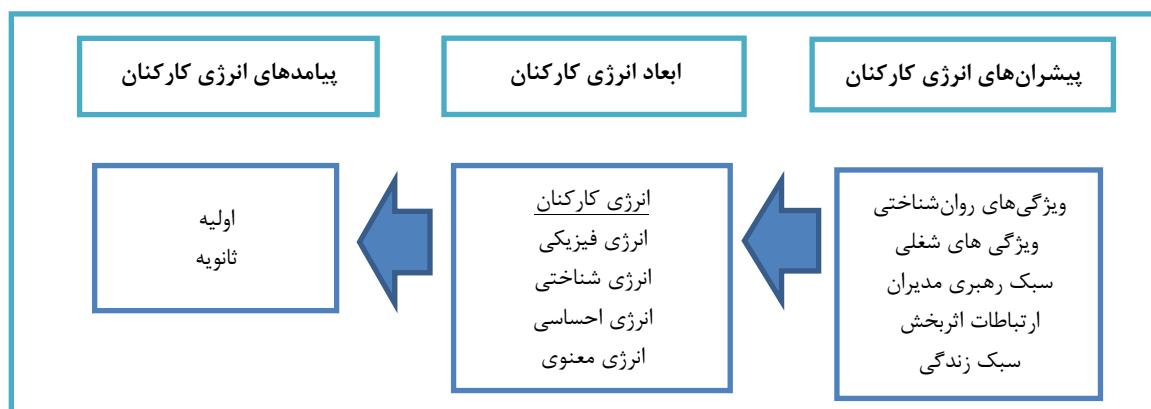 پیشران‌های انرژی کارکنان
ابعاد انرژی کارکنان
پیامدهای انرژی کارکنان
ویژگی‌های روان‌شناختی
ویژگی های شغلی
سبک رهبری مدیران
ارتباطات اثربخش
سبک زندگی
انرژی کارکنان
انرژی فیزیکی
انرژی شناختی
انرژی احساسی
انرژی معنوی
اولیه
ثانویه